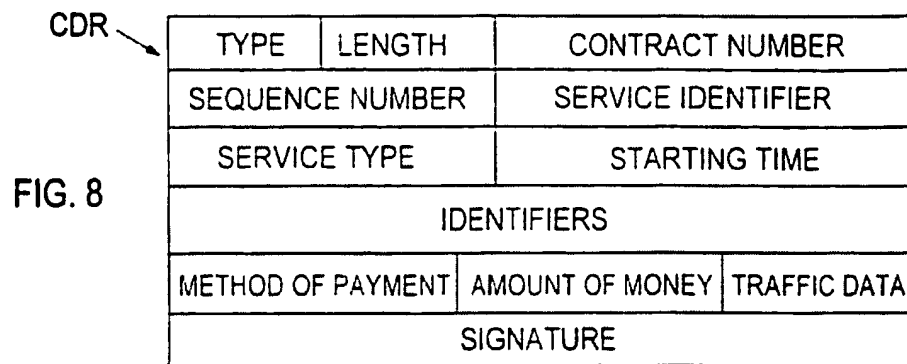 CDR
TYPE LENGTH CONTRACT NUMBER
SEQUENCE NUMBER SERVICE IDENTIFIER
SERVICE TYPE STARTING TIME
FIG. 8
IDENTIFIERS
METHOD OF PAYMENT AMOUNT OF MONEY TRAFFIC DATA
SIGNATURE